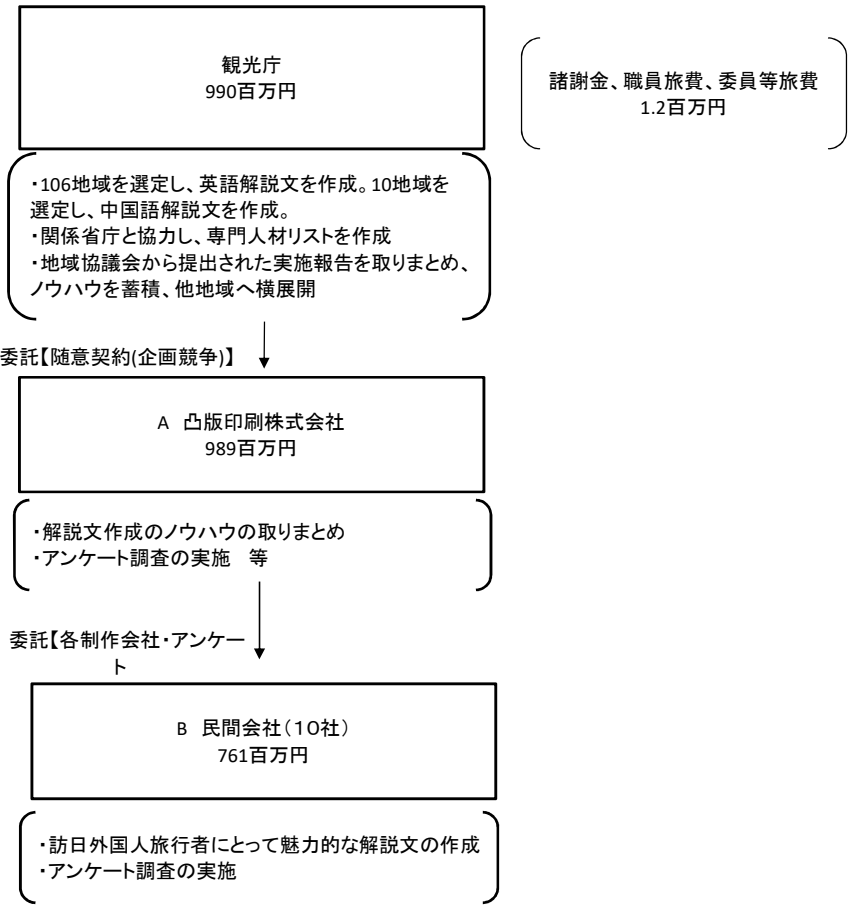 観光庁
990百万円
諸謝金、職員旅費、委員等旅費
1.2百万円
・106地域を選定し、英語解説文を作成。10地域を
選定し、中国語解説文を作成。
・関係省庁と協力し、専門人材リストを作成
・地域協議会から提出された実施報告を取りまとめ、
ノウハウを蓄積、他地域へ横展開
委託【随意契約(企画競争)】
A　凸版印刷株式会社
989百万円
・解説文作成のノウハウの取りまとめ
・アンケート調査の実施　等
委託【各制作会社・アンケー
ト
B　民間会社（１０社）
761百万円
・訪日外国人旅行者にとって魅力的な解説文の作成
・アンケート調査の実施